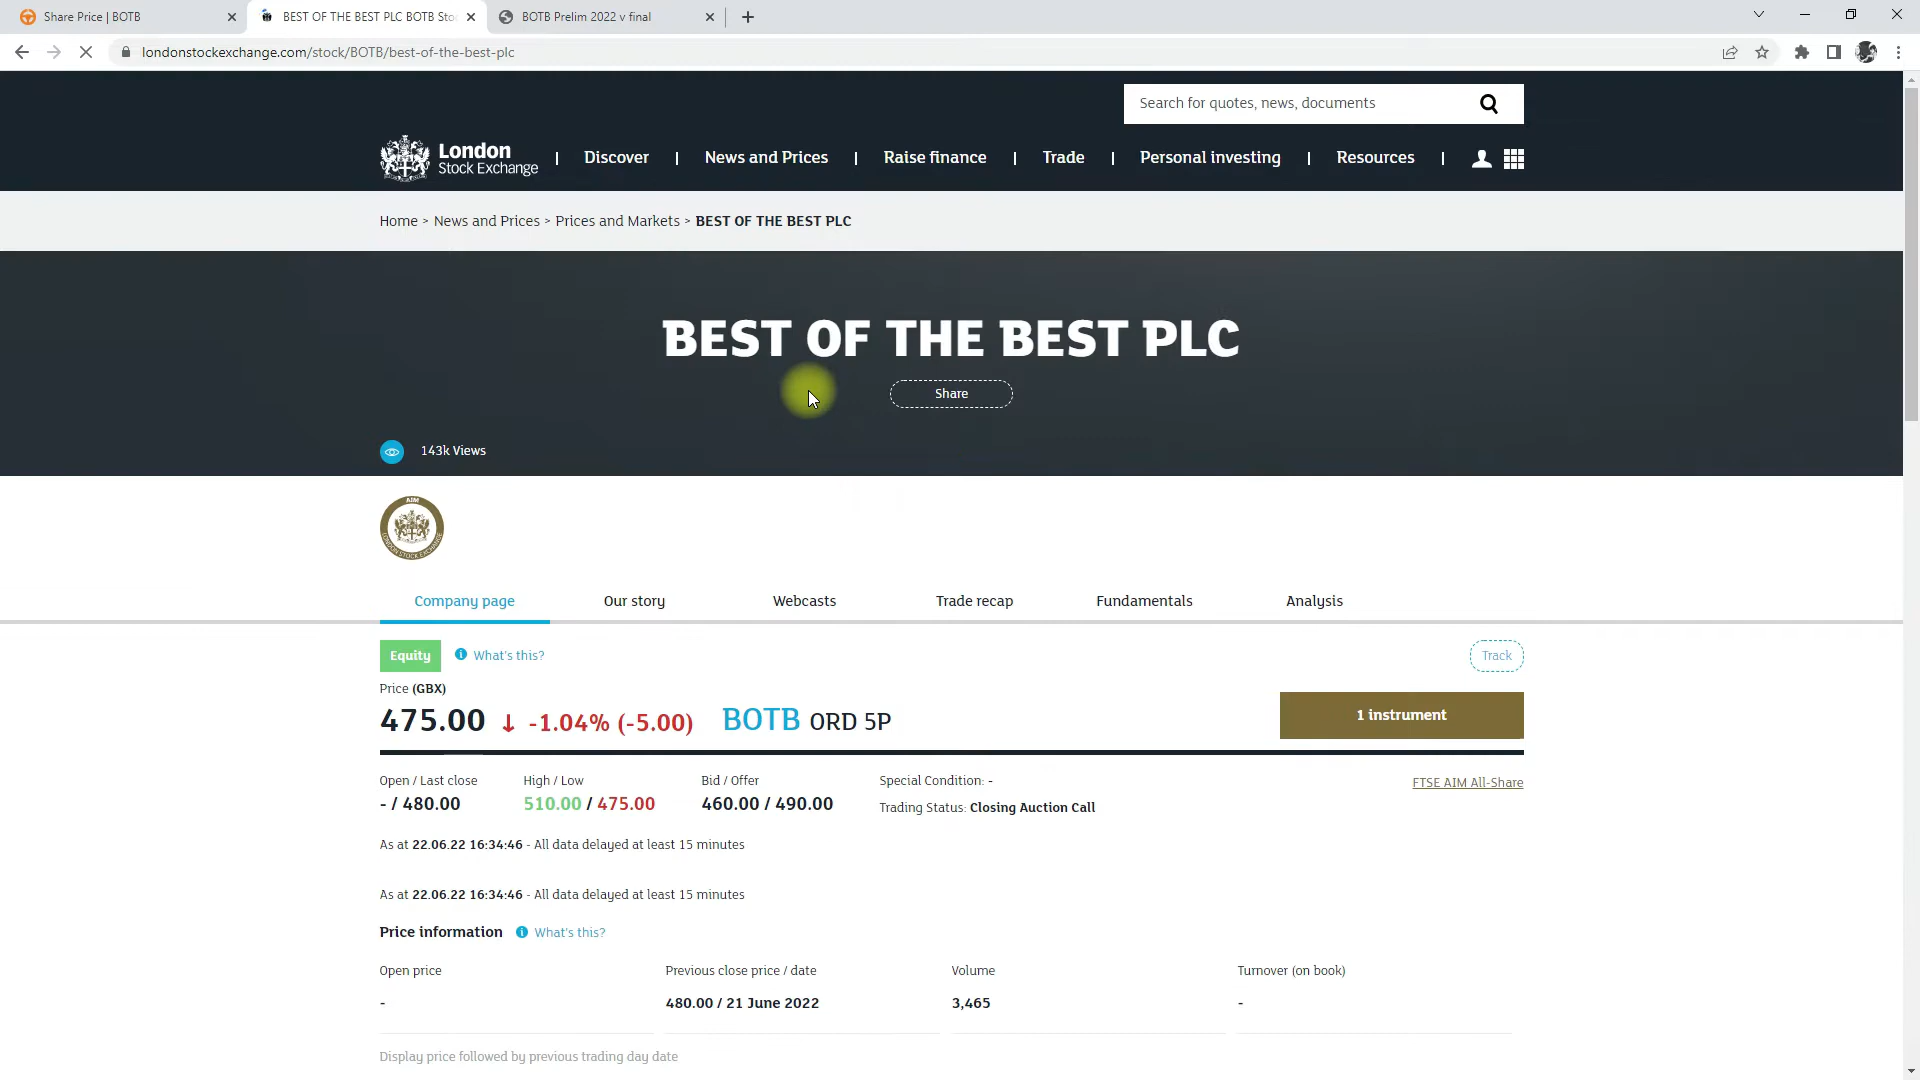 Share Price | BOTB
BEST OF THE BEST PLC BOTB Sto
BOTB Prelim 2022 v final
londonstockexchange.com/stock/BOTB/best-of-the-best-plc
Search for quotes, news, documents
London
Stock Exchange
Discover | News and Prices | Raise finance | Trade | Personal investing | Resources |
Home > News and Prices > Prices and Markets > BEST OF THE BEST PLC
BEST OF THE BEST PLC
Share
143k Views
AIM
LONDON STOCK EXCHANGE
Company page Our story Webcasts Trade recap Fundamentals Analysis
Equity What's this? Track
Price (GBX)
475.00 ↓ -1.04% (-5.00) BOTB ORD 5P 1 instrument
Open / Last close High / Low Bid / Offer Special Condition: - FTSE AIM All-Share
- / 480.00 510.00 / 475.00 460.00 / 490.00 Trading Status: Closing Auction Call
As at 22.06.22 16:34:46 - All data delayed at least 15 minutes
As at 22.06.22 16:34:46 - All data delayed at least 15 minutes
Price information What's this?
Open price Previous close price / date Volume Turnover (on book)
- 480.00 / 21 June 2022 3,465 -
Display price followed by previous trading day date